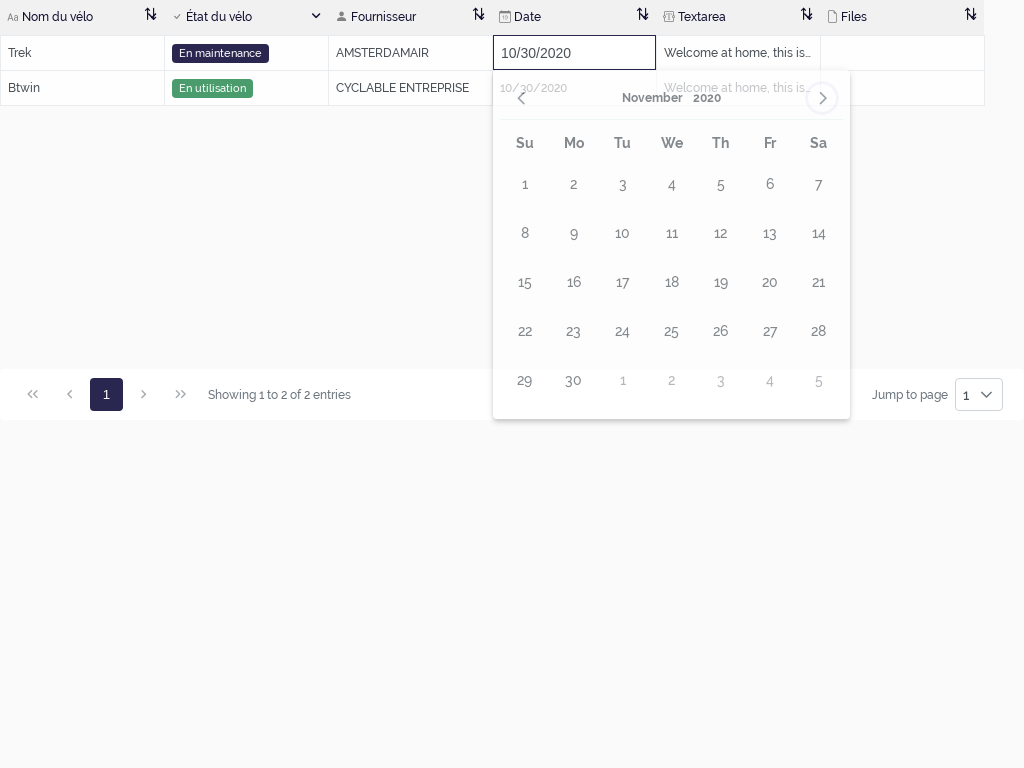 Aa Nom du vélo État du vélo Fournisseur Date Textarea Files
Trek En maintenance AMSTERDAMAIR 10/30/2020 Welcome at home, this is...
Btwin En utilisation CYCLABLE ENTREPRISE 10/30/2020 Welcome at home, this is...
November 2020
Su Mo Tu We Th Fr Sa
1 2 3 4 5 6 7
8 9 10 11 12 13 14
15 16 17 18 19 20 21
22 23 24 25 26 27 28
29 30 1 2 3 4 5
1 Showing 1 to 2 of 2 entries Jump to page 1